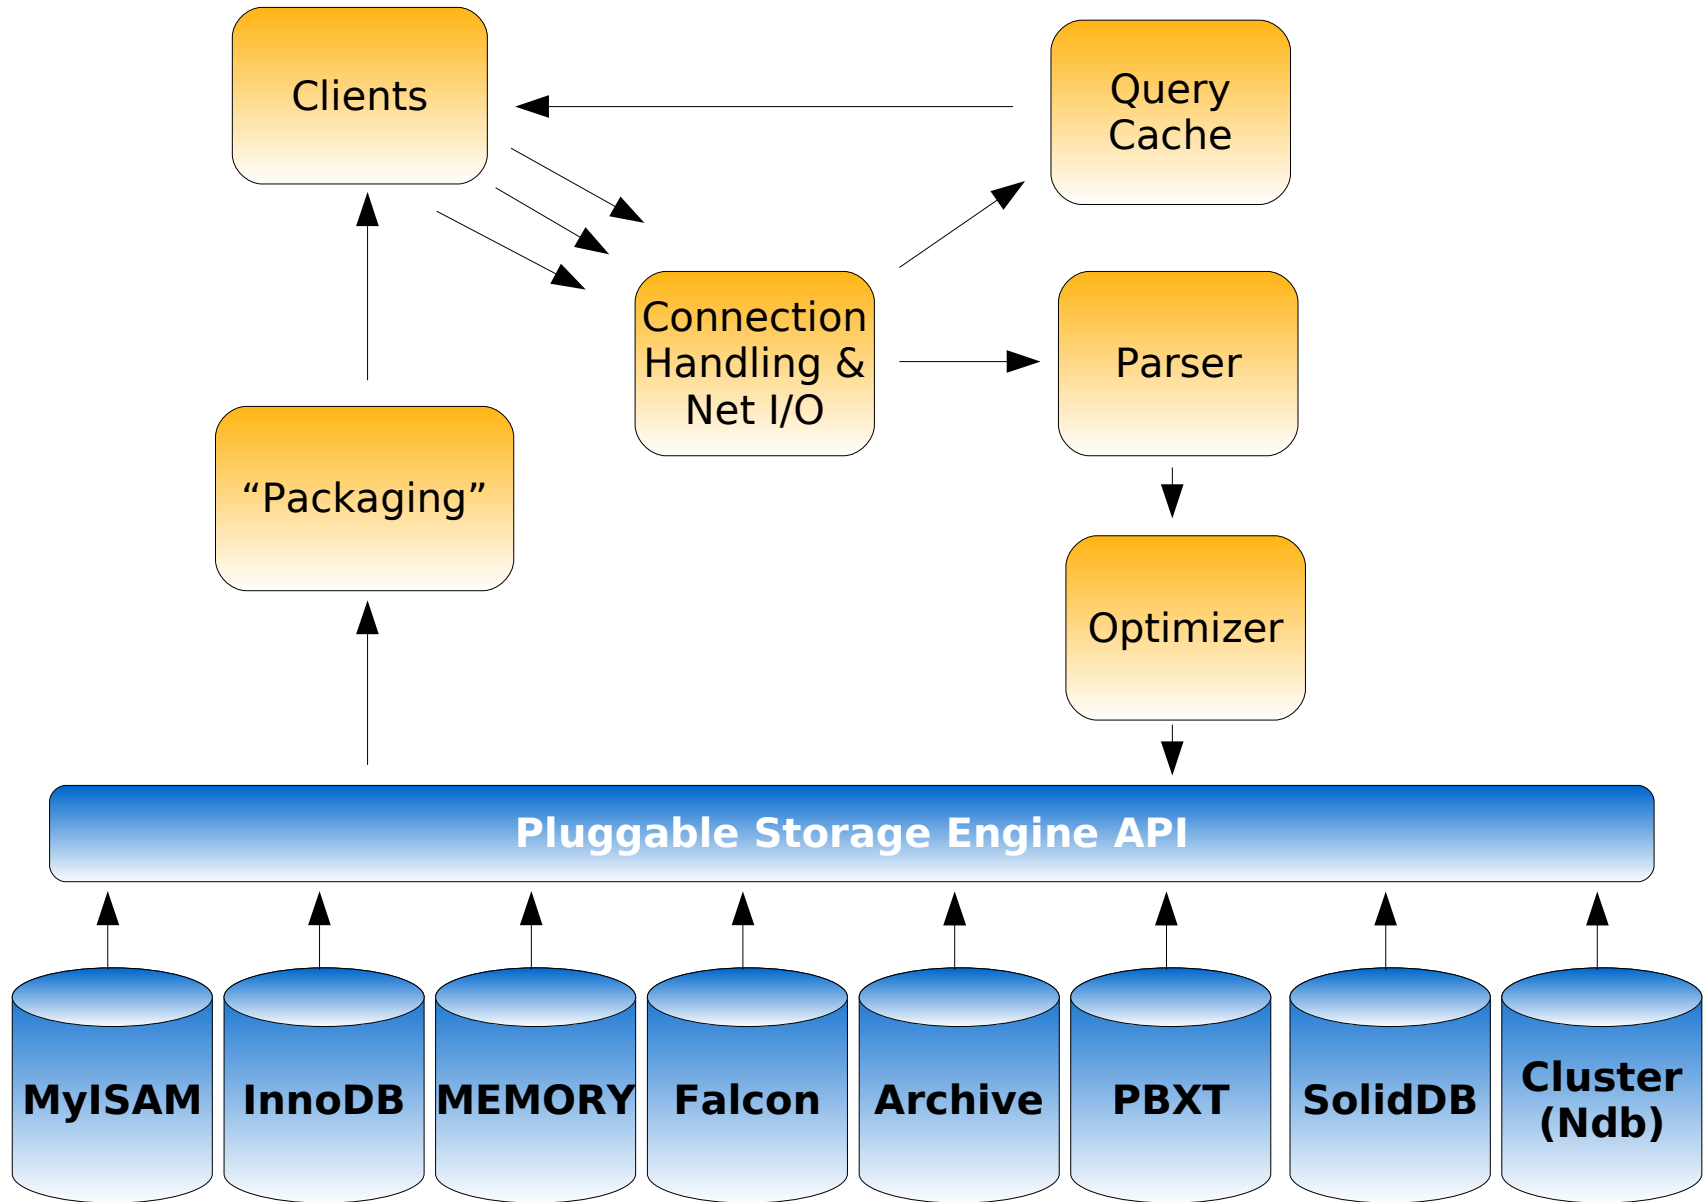 Clients
Query
Cache
Connection
Handling &
Net I/O
Parser
“Packaging”
Optimizer
Pluggable Storage Engine API
MyISAM
InnoDB
MEMORY
Falcon
Archive
PBXT
SolidDB
Cluster
(Ndb)